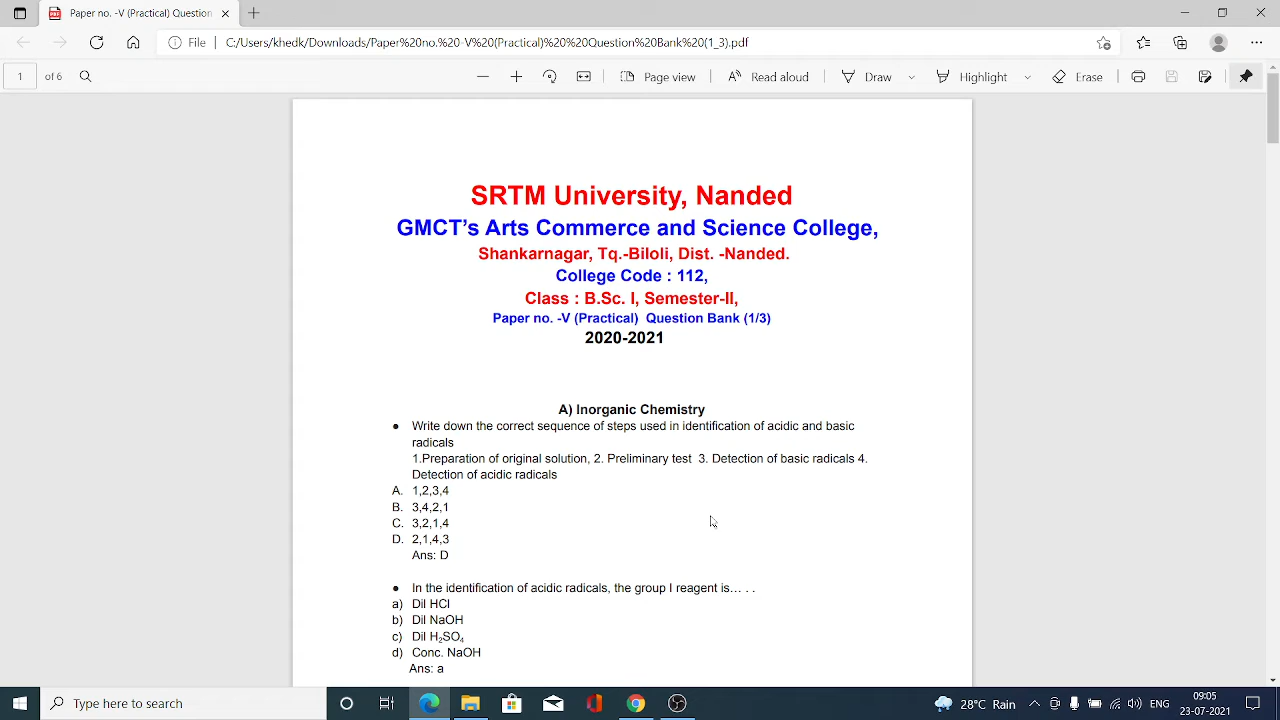 Paper no. -V (Practical) Question
File
C:/Users/khedk/Downloads/Paper%20no.%20-V%20(Practical)%20%20Question%20Bank%20(1_3).pdf
1 of 6
Page view
Read aloud
Draw
Highlight
Erase
SRTM University, Nanded
GMCT’s Arts Commerce and Science College,
Shankarnagar, Tq.-Biloli, Dist. -Nanded.
College Code : 112,
Class : B.Sc. I, Semester-II,
Paper no. -V (Practical) Question Bank (1/3)
2020-2021
A) Inorganic Chemistry
● Write down the correct sequence of steps used in identification of acidic and basic
radicals
1.Preparation of original solution, 2. Preliminary test 3. Detection of basic radicals 4.
Detection of acidic radicals
A. 1,2,3,4
B. 3,4,2,1
C. 3,2,1,4
D. 2,1,4,3
Ans: D
● In the identification of acidic radicals, the group I reagent is… . .
a) Dil HCl
b) Dil NaOH
c) Dil H₂SO₄
d) Conc. NaOH
Ans: a
Type here to search
28°C Rain
ENG
09:05
23-07-2021